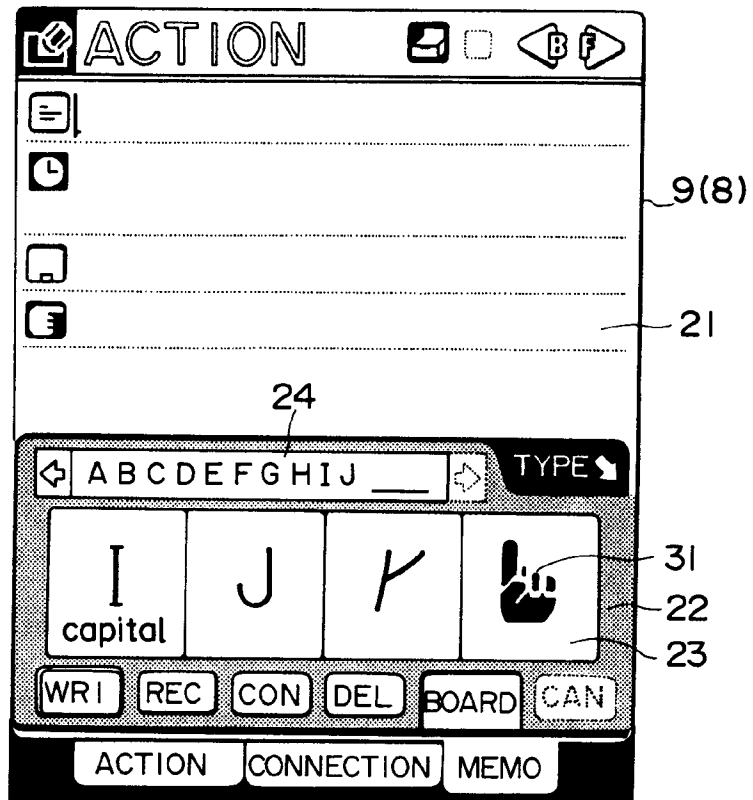 ACTION B F
9(8)
21
24
ABCDEFGHIJ __ TYPE
I J 31
capital 22
23
WRI REC CON DEL BOARD CAN
ACTION CONNECTION MEMO